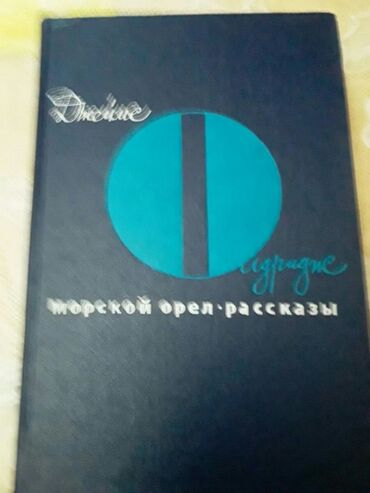 Джеймс
Олдридж
морской орел·рассказы